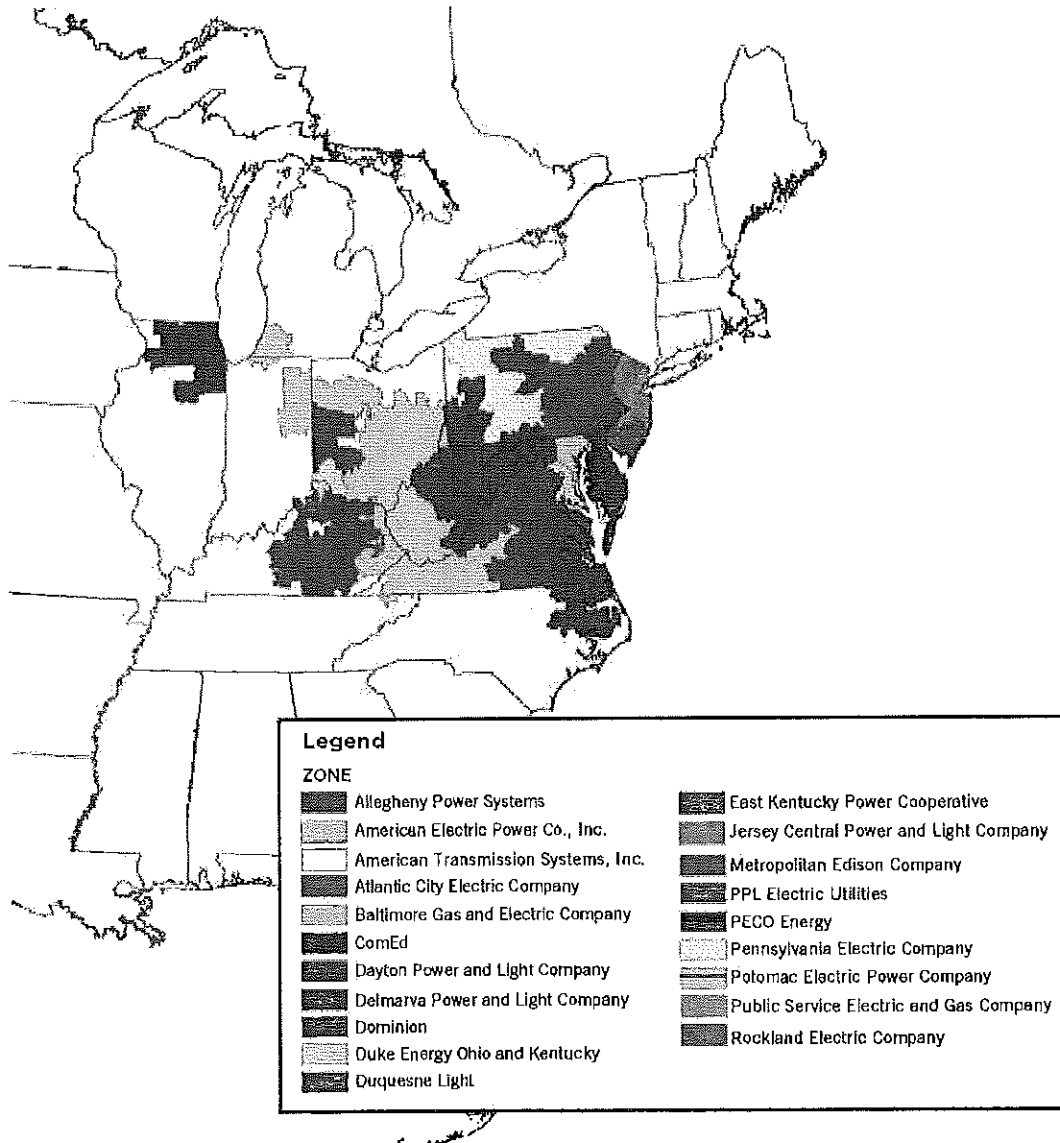 Legend
ZONE
Allegheny Power Systems
American Electric Power Co., Inc.
American Transmission Systems, Inc.
Atlantic City Electric Company
Baltimore Gas and Electric Company
ComEd
Dayton Power and Light Company
Delmarva Power and Light Company
Dominion
Duke Energy Ohio and Kentucky
Duquesne Light
East Kentucky Power Cooperative
Jersey Central Power and Light Company
Metropolitan Edison Company
PPL Electric Utilities
PECO Energy
Pennsylvania Electric Company
Potomac Electric Power Company
Public Service Electric and Gas Company
Rockland Electric Company